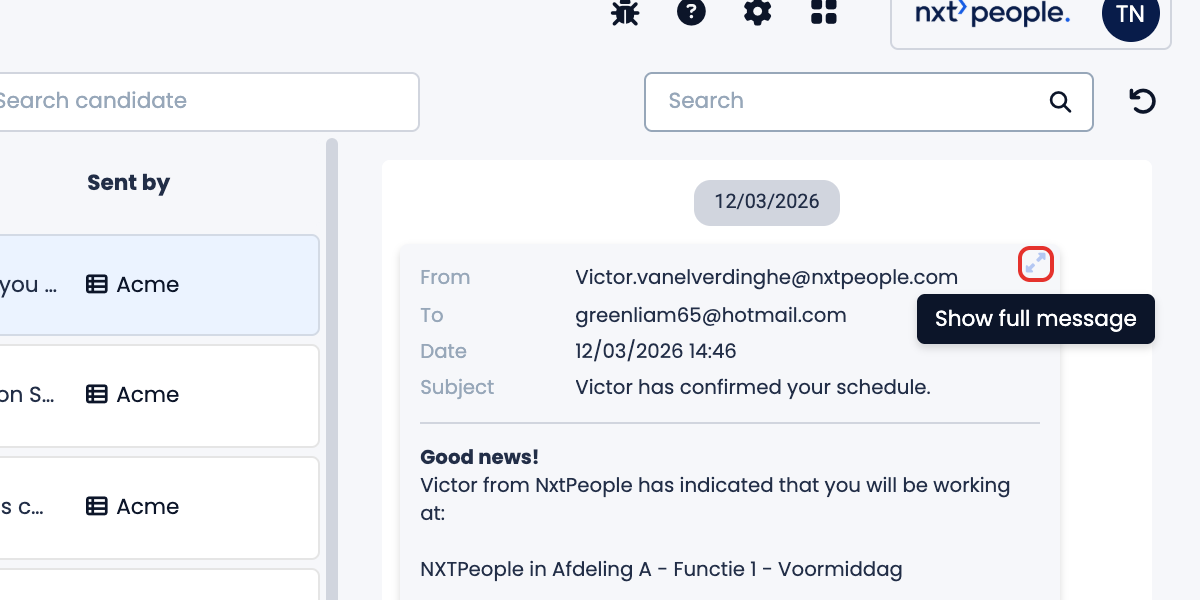 nxt people.
TN
Search candidate
Search
Sent by
12/03/2026
you ... Acme
From Victor.vanelverdinghe@nxtpeople.com
To greenliam65@hotmail.com
Show full message
Date 12/03/2026 14:46
Subject Victor has confirmed your schedule.
on S... Acme
Good news!
Victor from NxtPeople has indicated that you will be working
at:
s c... Acme
NXTPeople in Afdeling A - Functie 1 - Voormiddag